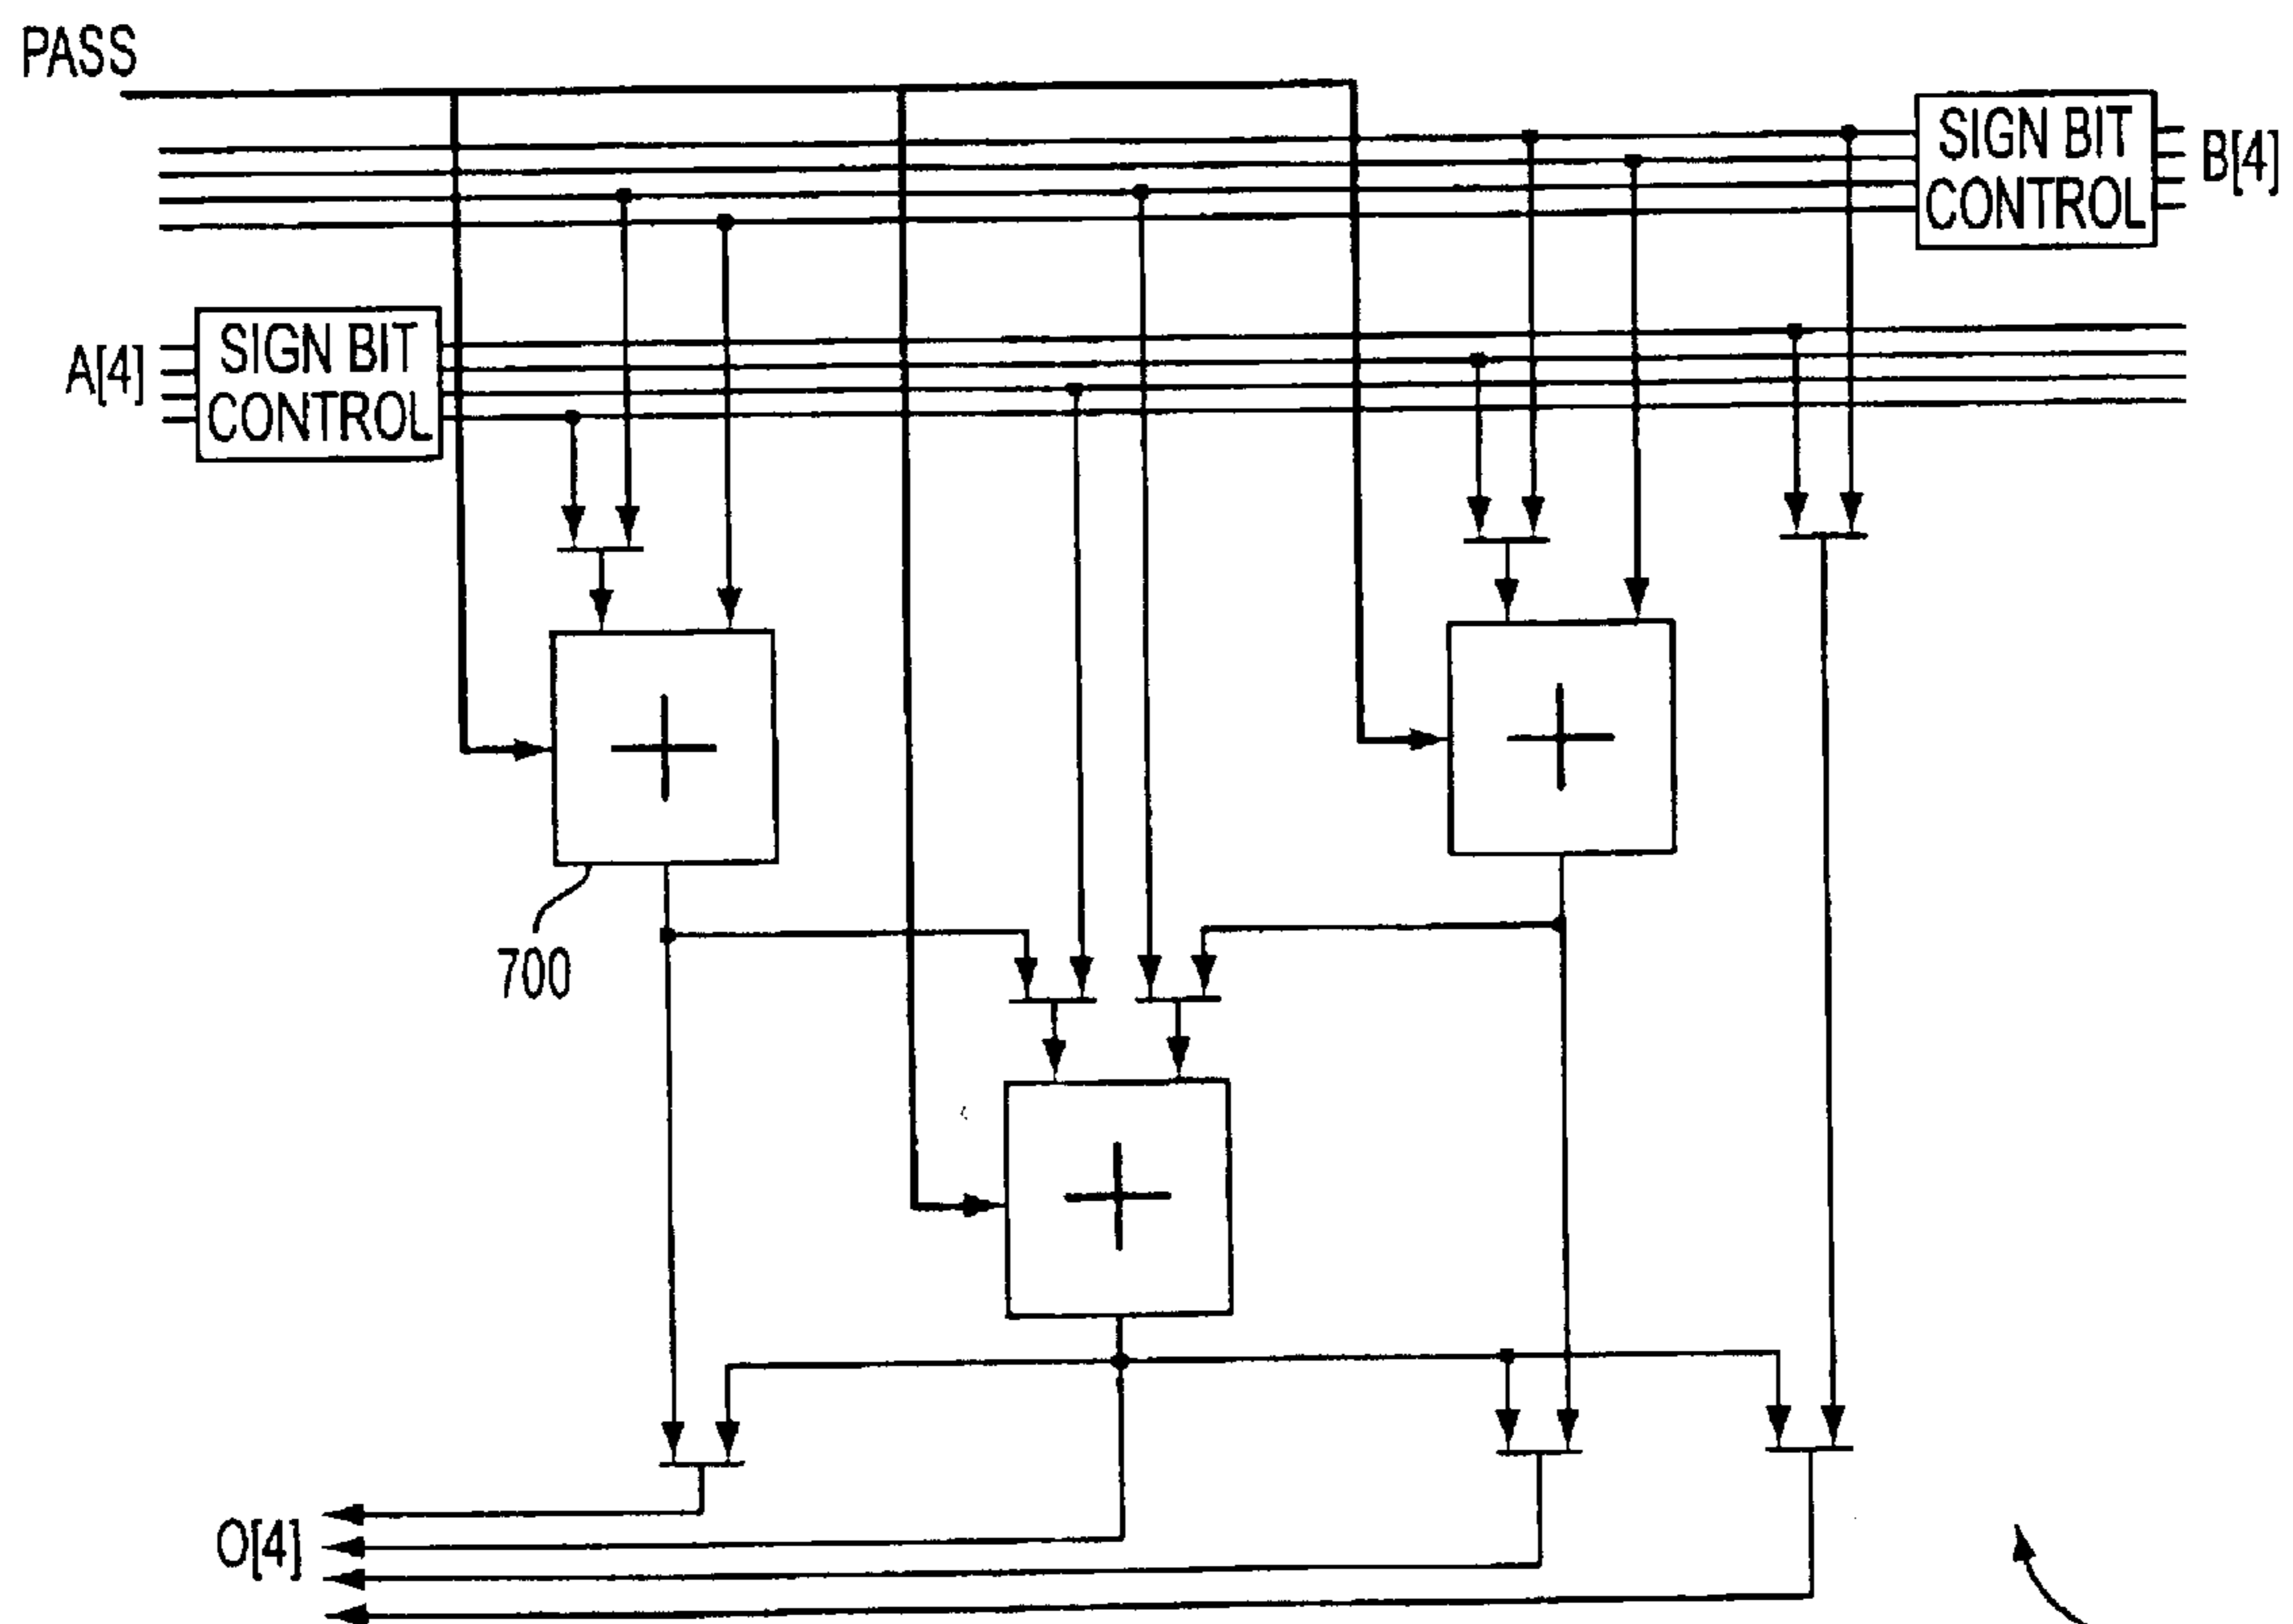 PASS
SIGN BIT
CONTROL
B[4]
A[4]
SIGN BIT
CONTROL
700
O[4]